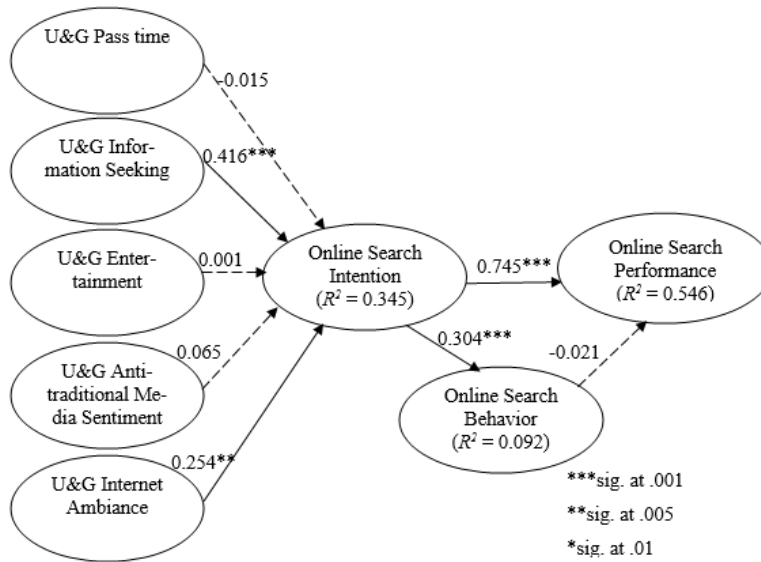 U&G Pass time
-0.015
U&G Infor-
mation Seeking
0.416***
U&G Enter-
tainment
0.001
Online Search
Intention
(R² = 0.345)
0.745***
Online Search
Performance
(R² = 0.546)
0.065
U&G Anti-
traditional Me-
dia Sentiment
0.304***
-0.021
Online Search
Behavior
(R² = 0.092)
0.254**
U&G Internet
Ambiance
***sig. at .001
**sig. at .005
*sig. at .01